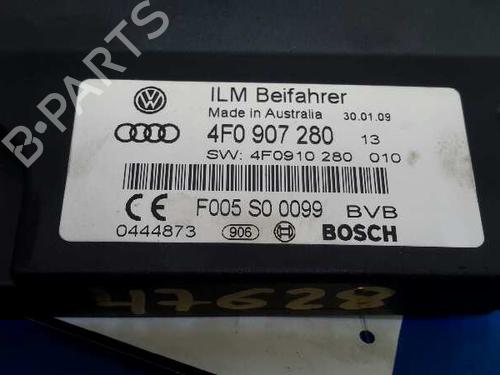 ILM Beifahrer
Made in Australia 30.01.09
4F0 907 280 13
SW: 4F0910 280 010
F005 S0 0099 BVB
0444873 906 BOSCH
47628
B-PARTS